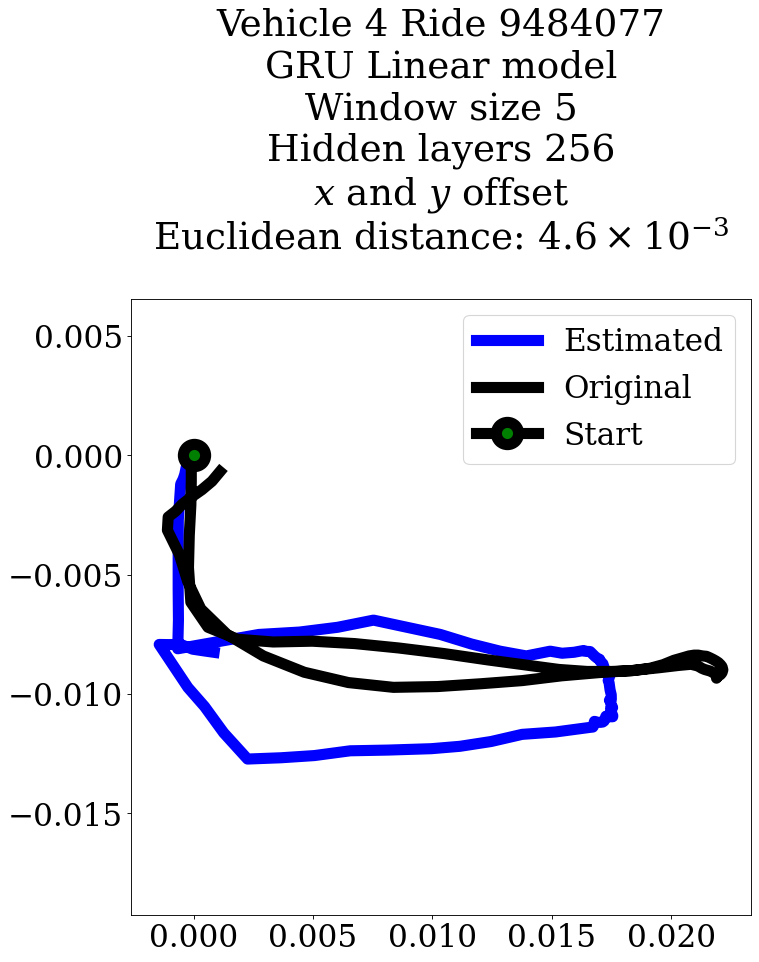 Vehicle 4 Ride 9484077
GRU Linear model
Window size 5
Hidden layers 256
x and y offset
Euclidean distance: 4.6 × 10⁻³
Estimated
Original
Start
0.005
0.000
−0.005
−0.010
−0.015
0.000 0.005 0.010 0.015 0.020